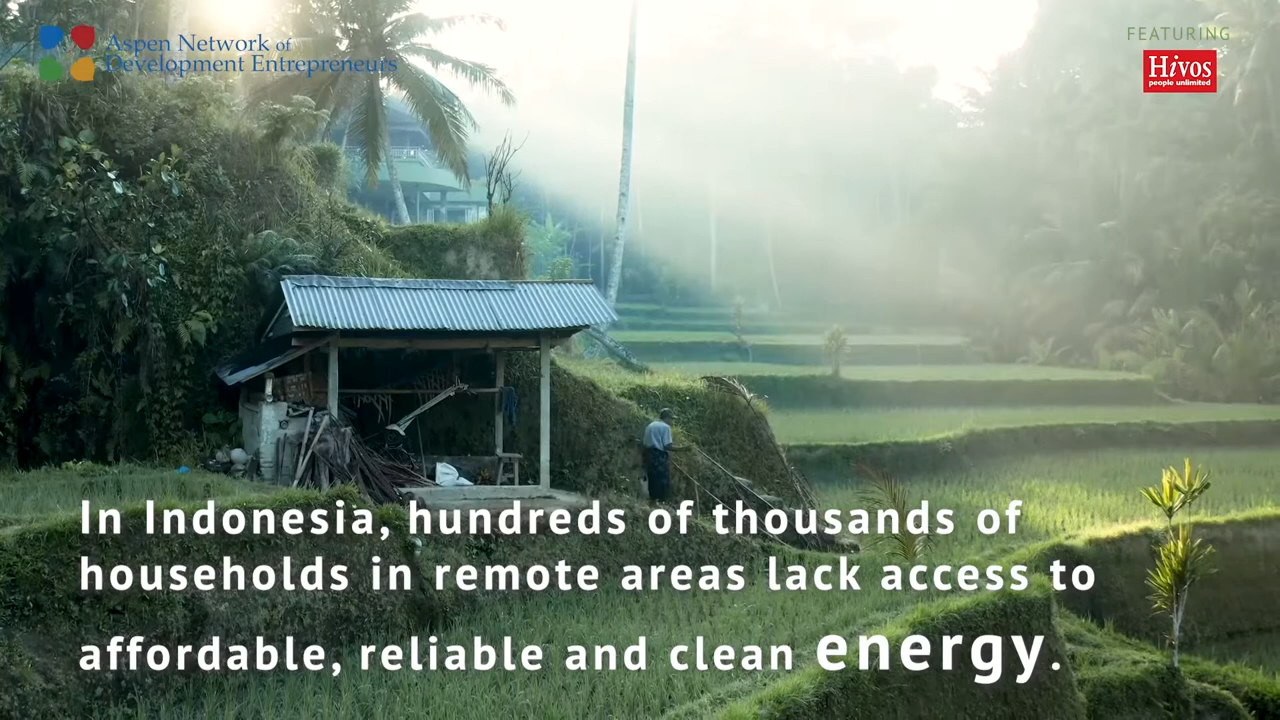 Aspen Network of
Development Entrepreneurs
FEATURING
Hivos
people unlimited
In Indonesia, hundreds of thousands of
households in remote areas lack access to
affordable, reliable and clean energy.